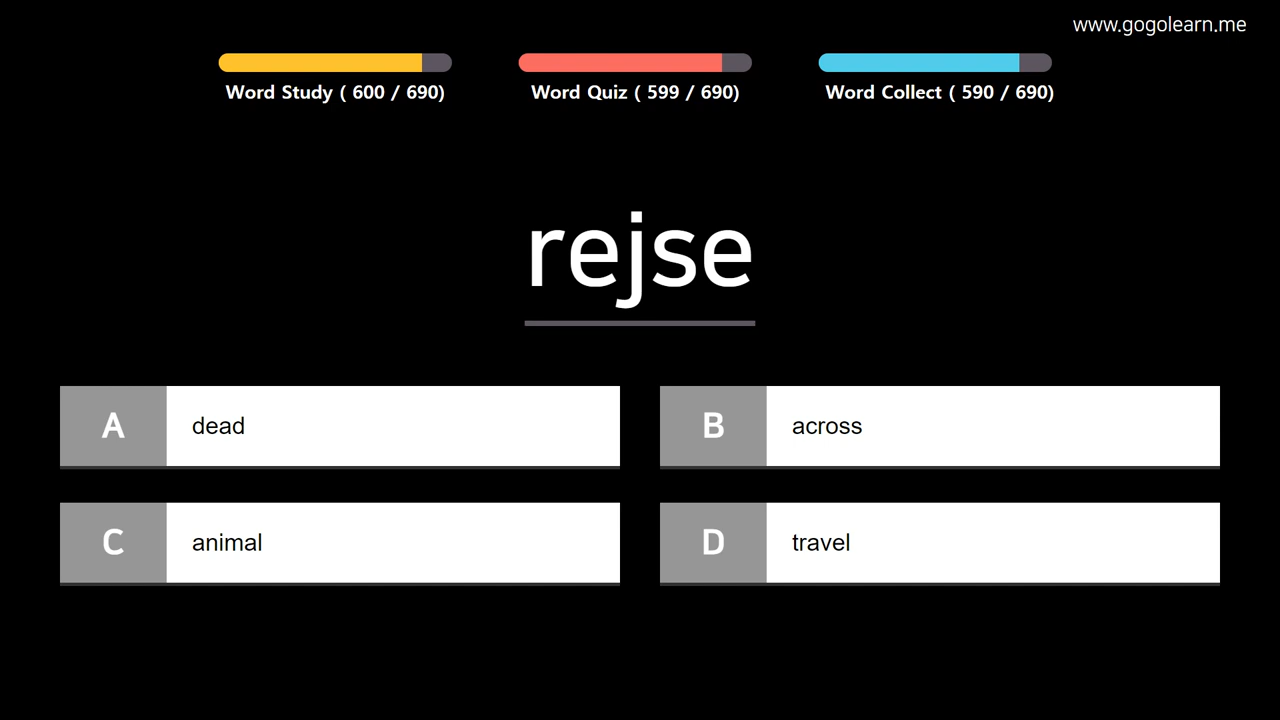 www.gogolearn.me
Word Study ( 600 / 690)
Word Quiz ( 599 / 690)
Word Collect ( 590 / 690)
rejse
A dead
B across
C animal
D travel